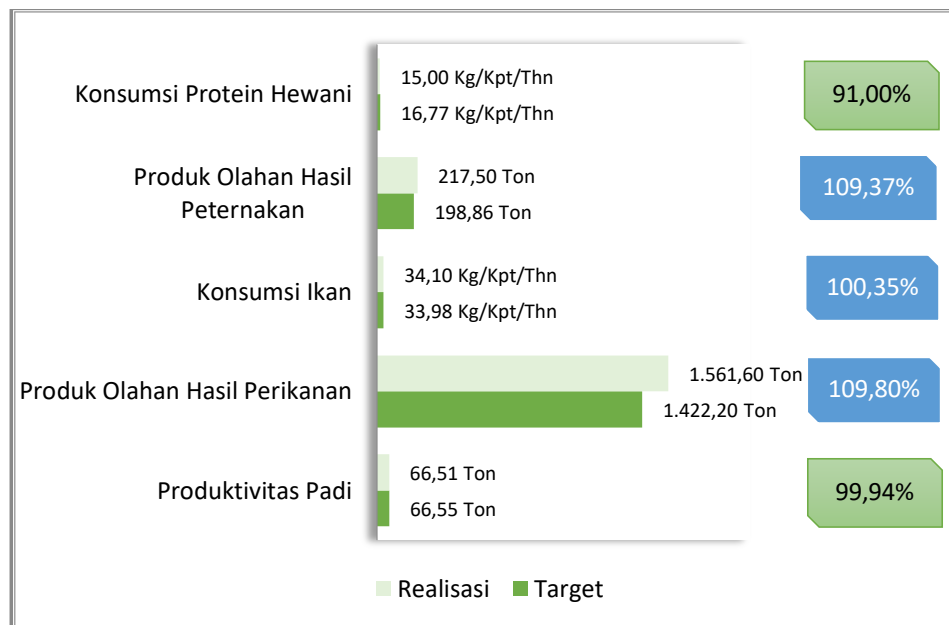 Konsumsi Protein Hewani
15,00 Kg/Kpt/Thn
16,77 Kg/Kpt/Thn
91,00%
Produk Olahan Hasil
Peternakan
217,50 Ton
198,86 Ton
109,37%
Konsumsi Ikan
34,10 Kg/Kpt/Thn
33,98 Kg/Kpt/Thn
100,35%
Produk Olahan Hasil Perikanan
1.561,60 Ton
1.422,20 Ton
109,80%
Produktivitas Padi
66,51 Ton
66,55 Ton
99,94%
Realisasi
Target